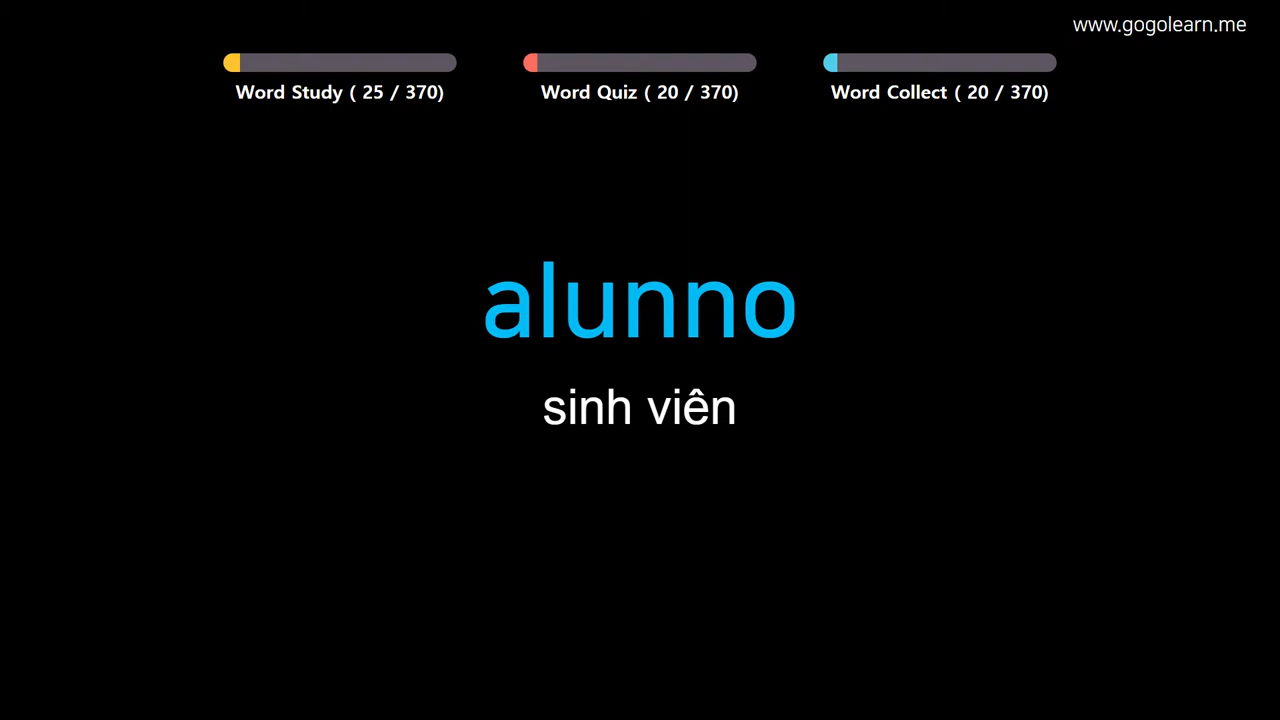 www.gogolearn.me
Word Study ( 25 / 370)
Word Quiz ( 20 / 370)
Word Collect ( 20 / 370)
alunno
sinh viên